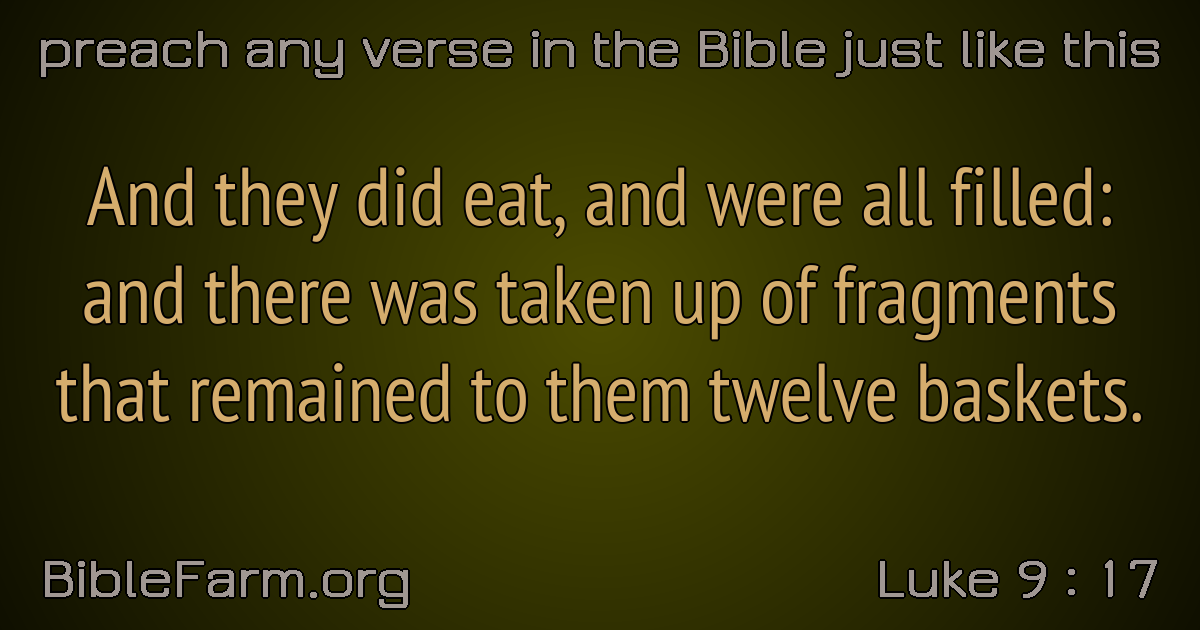 preach any verse in the Bible just like this
And they did eat, and were all filled:
and there was taken up of fragments
that remained to them twelve baskets.
BibleFarm.org
Luke 9 : 17